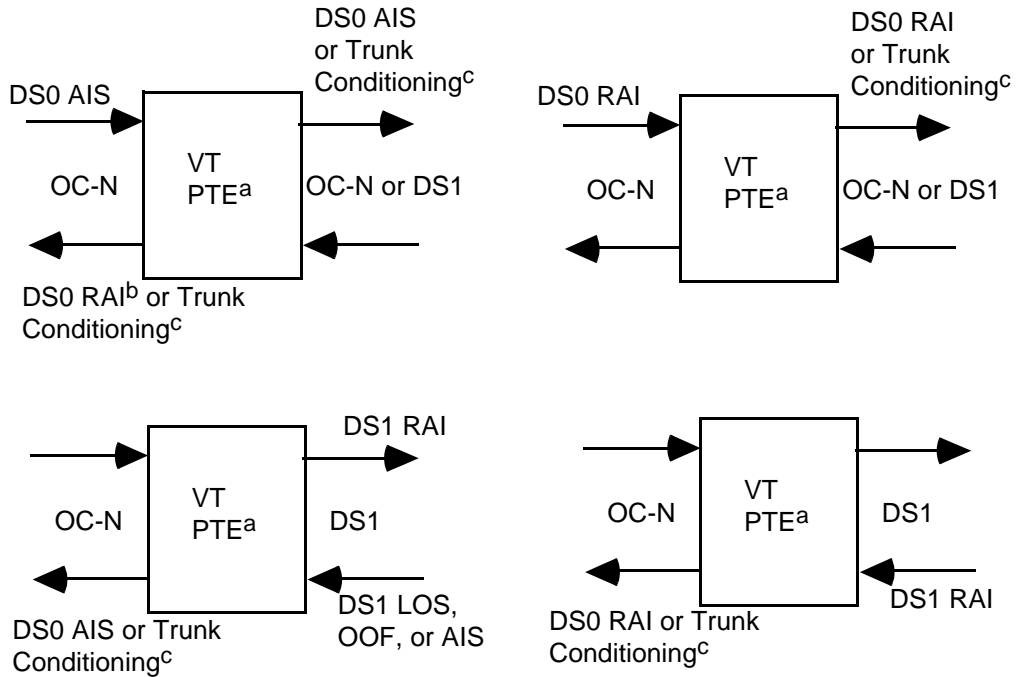 DS0 AIS
or Trunk
Conditioningc
DS0 AIS
VT
PTEa
OC-N
OC-N or DS1
DS0 RAIb or Trunk
Conditioningc
DS0 RAI
or Trunk
Conditioningc
DS0 RAI
VT
PTEa
OC-N
OC-N or DS1
DS1 RAI
VT
PTEa
OC-N
DS1
DS1 LOS,
OOF, or AIS
DS0 AIS or Trunk
Conditioningc
VT
PTEa
OC-N
DS1
DS1 RAI
DS0 RAI or Trunk
Conditioningc